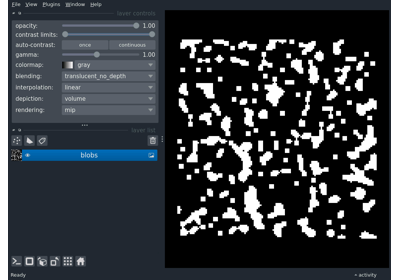 File View Plugins Window Help
layer controls
opacity: 1.00
contrast limits:
auto-contrast: once continuous
gamma: 1.00
colormap: gray
blending: translucent_no_depth
interpolation: linear
depiction: volume
rendering: mip
layer list
blobs
Ready activity